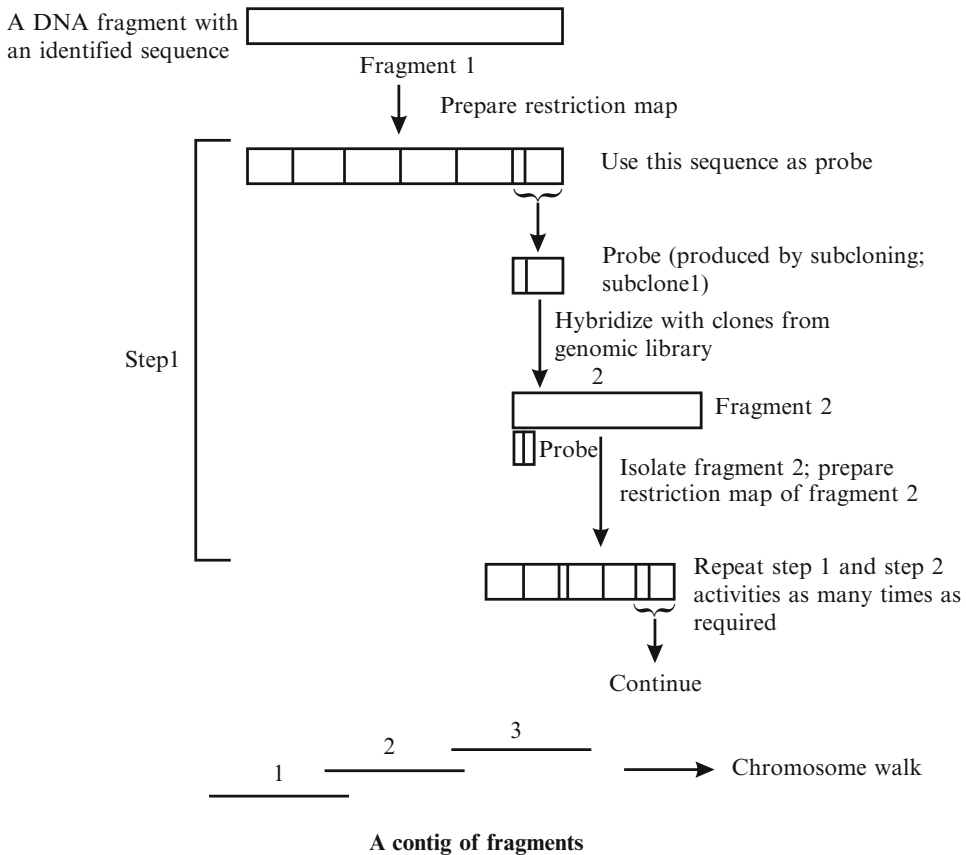 A DNA fragment with
an identified sequence
Fragment 1
Prepare restriction map
Use this sequence as probe
Probe (produced by subcloning;
subclone1)
Hybridize with clones from
genomic library
Step1
2
Fragment 2
Probe
Isolate fragment 2; prepare
restriction map of fragment 2
Repeat step 1 and step 2
activities as many times as
required
Continue
3
2
1
Chromosome walk
A contig of fragments